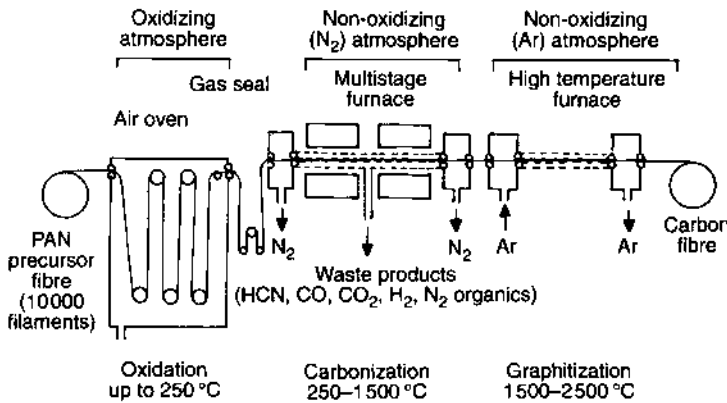 Oxidizing
atmosphere
Non-oxidizing
(N₂) atmosphere
Non-oxidizing
(Ar) atmosphere
Gas seal
Multistage
furnace
High temperature
furnace
Air oven
PAN
precursor
fibre
(10000
filaments)
N₂
N₂
Ar
Ar
Carbon
fibre
Waste products
(HCN, CO, CO₂, H₂, N₂ organics)
Oxidation
up to 250 °C
Carbonization
250–1500 °C
Graphitization
1500–2500 °C